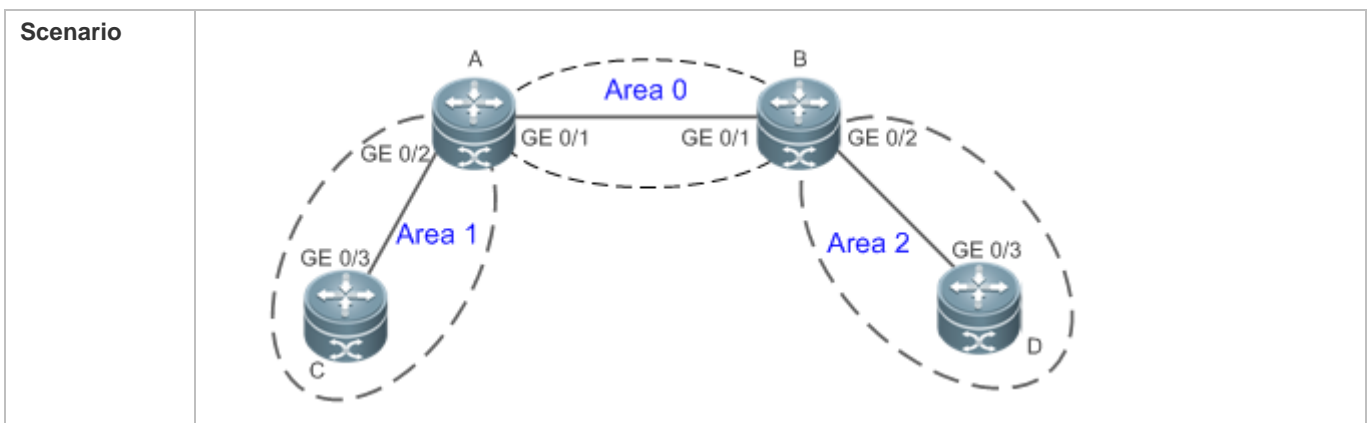 Scenario
A B
Area 0
GE 0/1 GE 0/1
GE 0/2 GE 0/2
Area 1
Area 2
GE 0/3 GE 0/3
C D